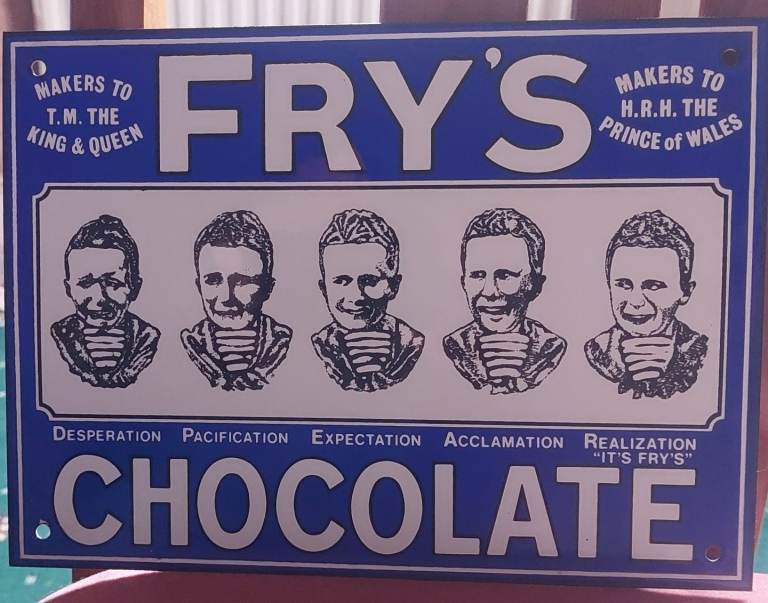 MAKERS TO
T.M. THE
KING & QUEEN
FRY'S
MAKERS TO
H.R.H. THE
PRINCE of WALES
DESPERATION PACIFICATION EXPECTATION ACCLAMATION REALIZATION
"IT'S FRY'S"
CHOCOLATE